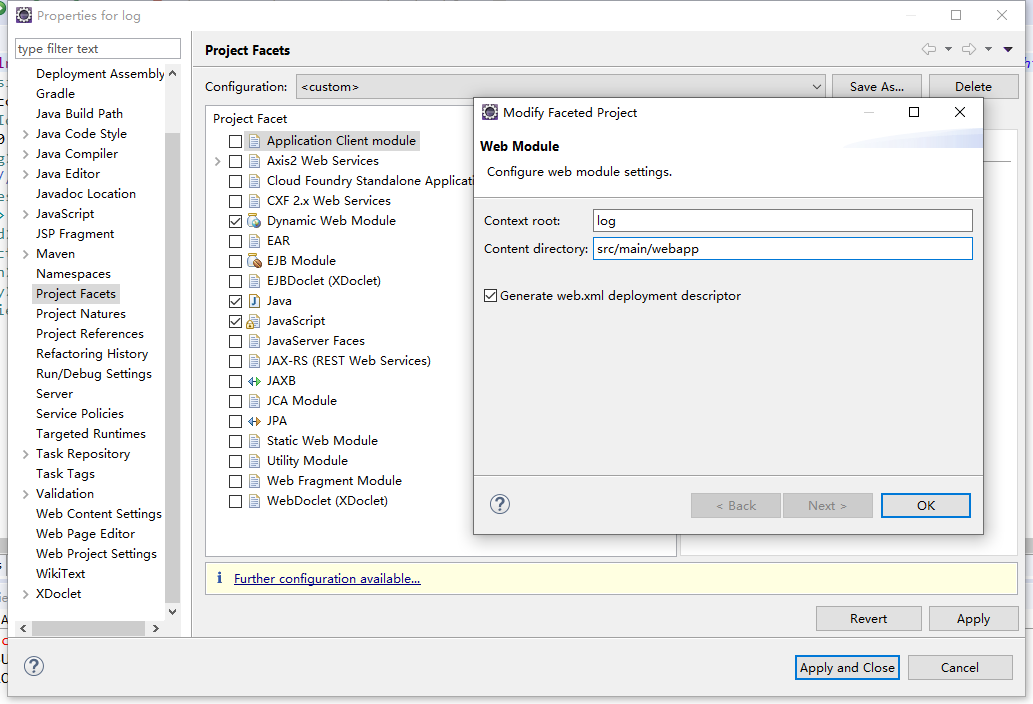 Properties for log
type filter text
Deployment Assembly
Gradle
Java Build Path
Java Code Style
Java Compiler
Java Editor
Javadoc Location
JavaScript
JSP Fragment
Maven
Namespaces
Project Facets
Project Natures
Project References
Refactoring History
Run/Debug Settings
Server
Service Policies
Targeted Runtimes
Task Repository
Task Tags
Validation
Web Content Settings
Web Page Editor
Web Project Settings
WikiText
XDoclet
Project Facets
Configuration: <custom> Save As... Delete
Project Facet
Application Client module
Axis2 Web Services
Cloud Foundry Standalone Applicati
CXF 2.x Web Services
Dynamic Web Module
EAR
EJB Module
EJBDoclet (XDoclet)
Java
JavaScript
JavaServer Faces
JAX-RS (REST Web Services)
JAXB
JCA Module
JPA
Static Web Module
Utility Module
Web Fragment Module
WebDoclet (XDoclet)
Modify Faceted Project
Web Module
Configure web module settings.
Context root: log
Content directory: src/main/webapp
Generate web.xml deployment descriptor
< Back Next > OK
Further configuration available...
Revert Apply
Apply and Close Cancel